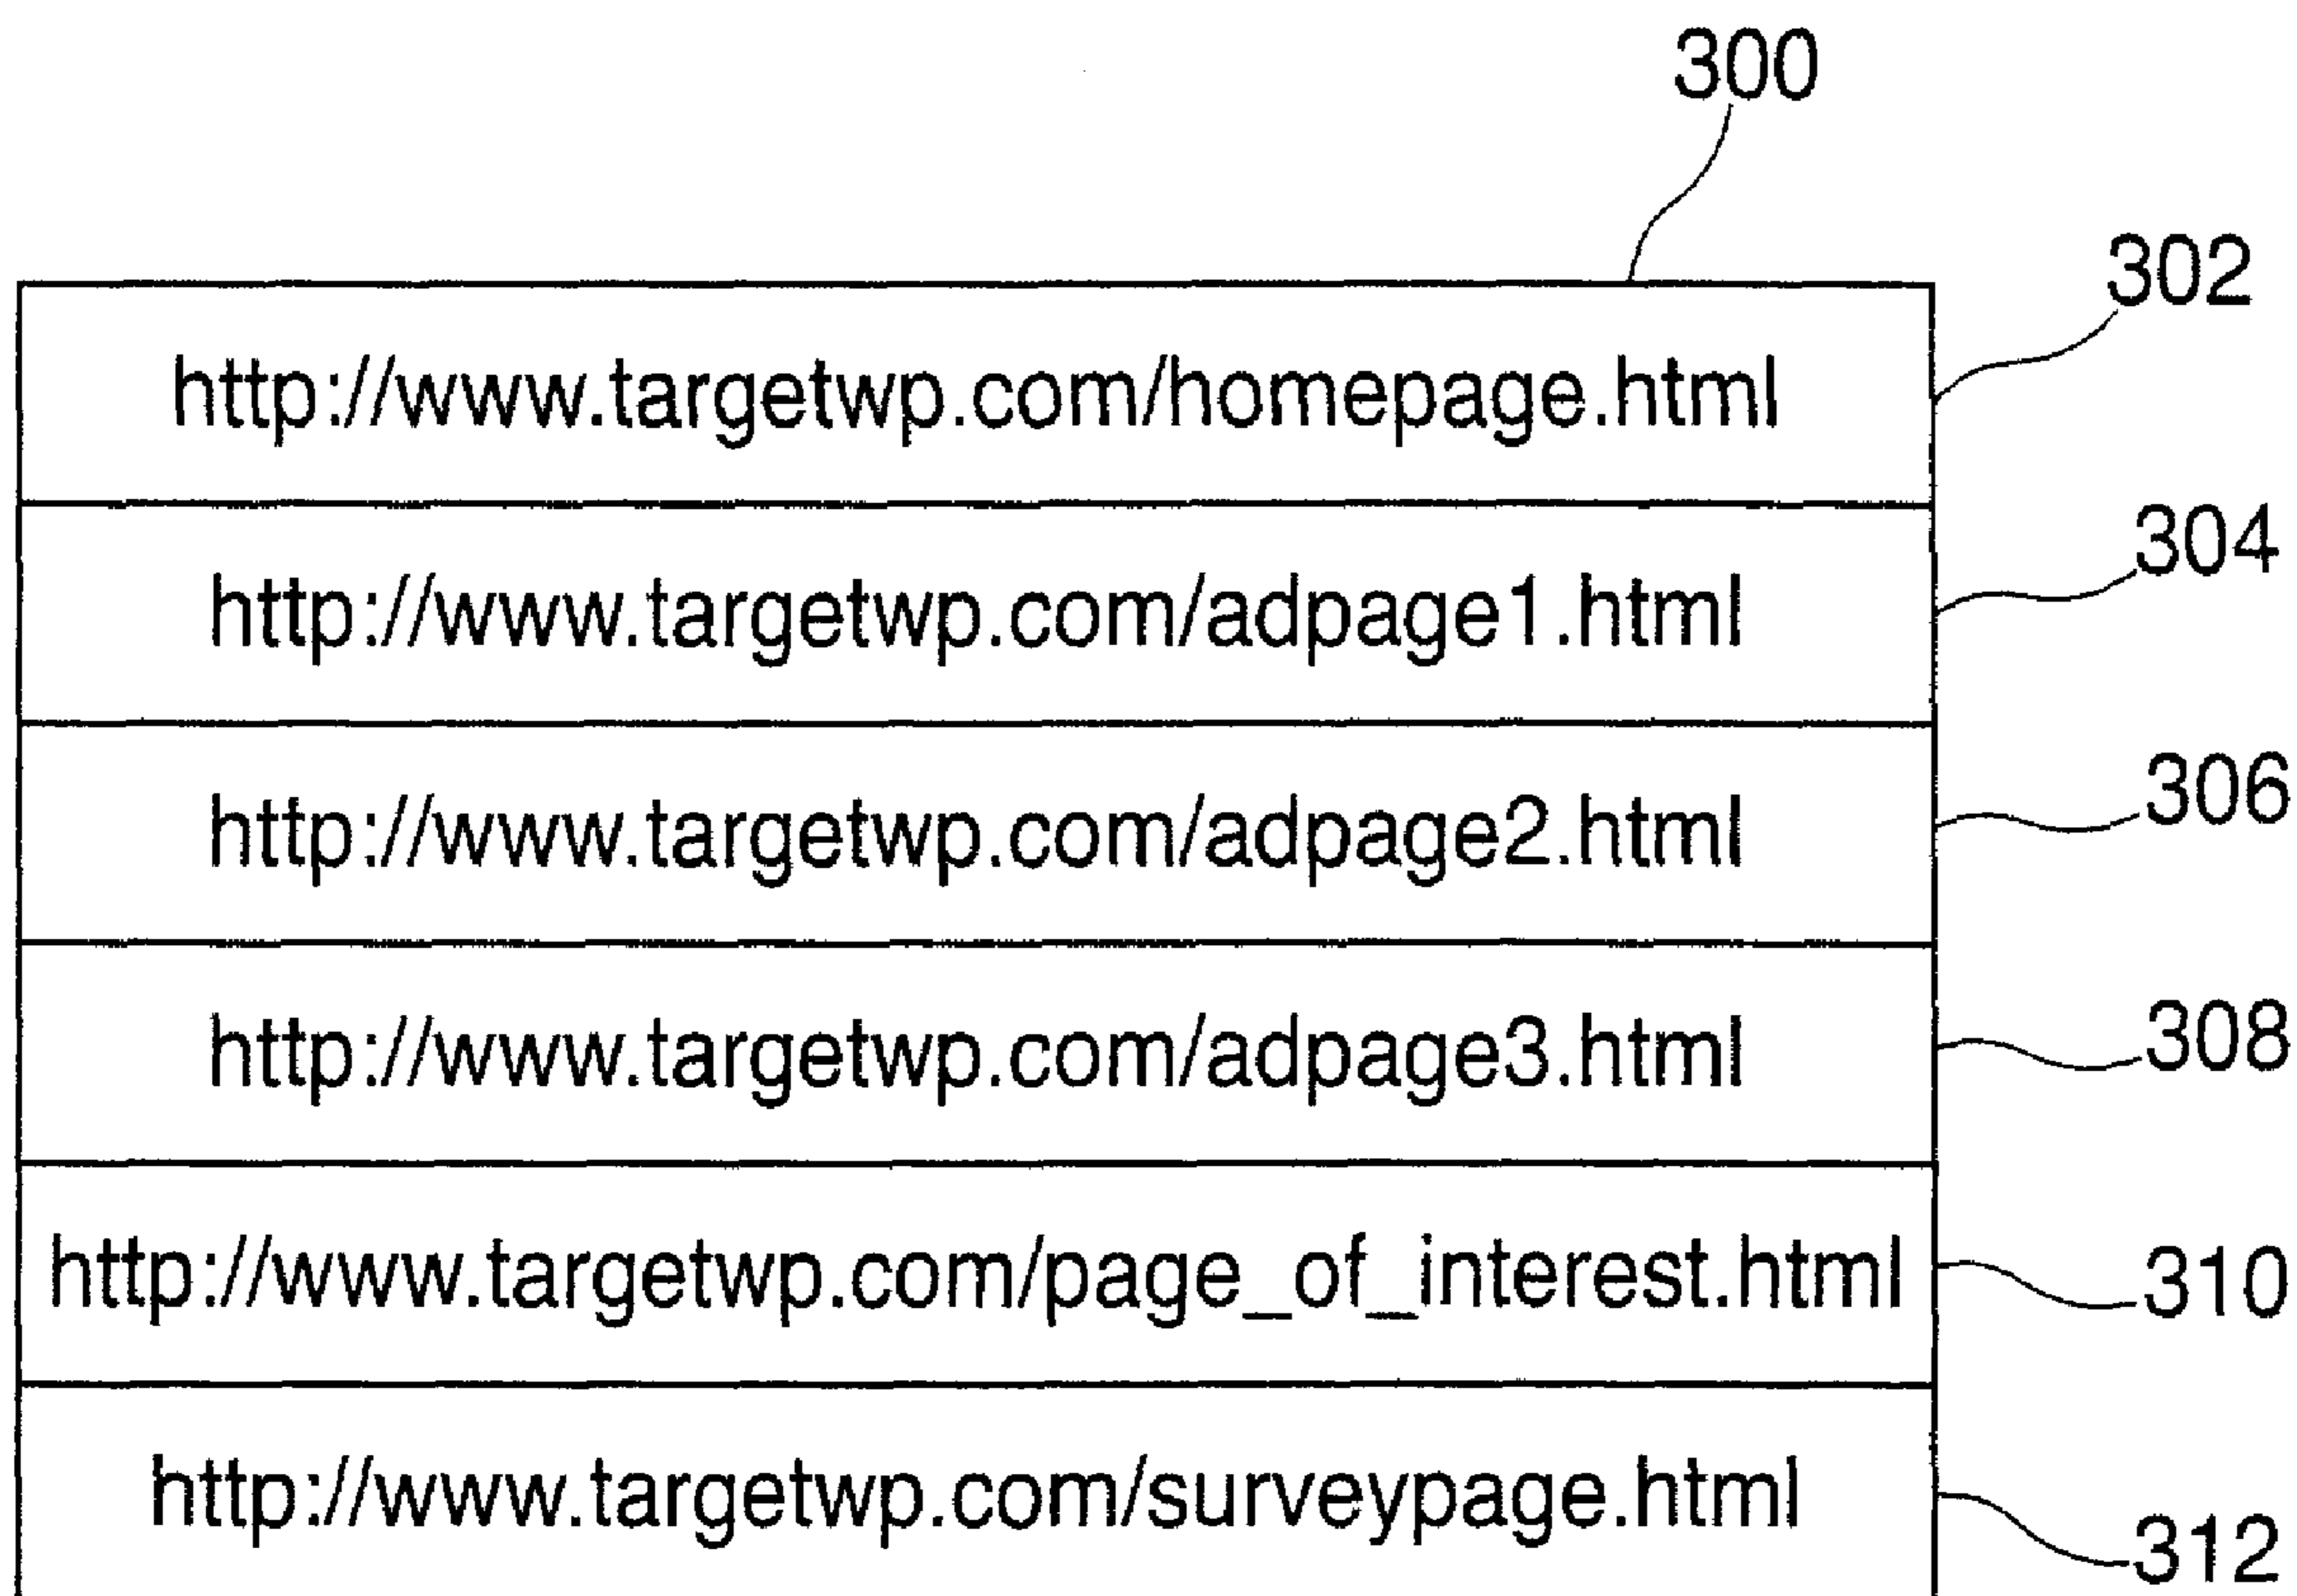 300
302
http://www.targetwp.com/homepage.html
304
http://www.targetwp.com/adpage1.html
306
http://www.targetwp.com/adpage2.html
308
http://www.targetwp.com/adpage3.html
http://www.targetwp.com/page_of_interest.html
310
http://www.targetwp.com/surveypage.html
312